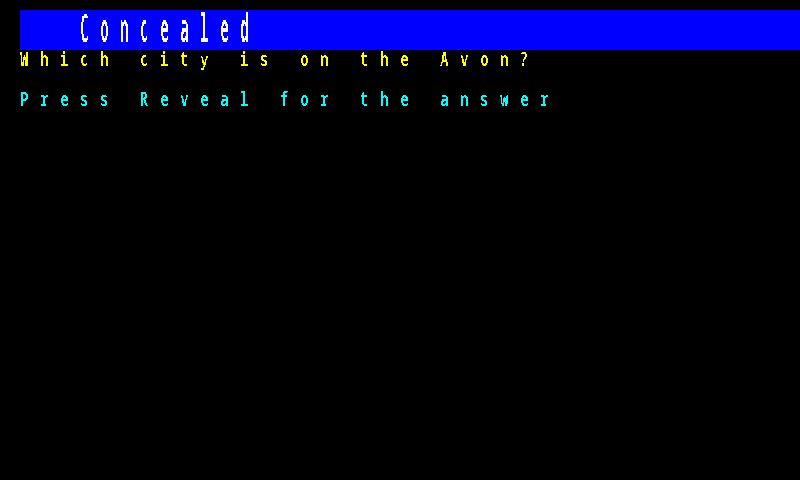 Concealed
Which city is on the Avon?
Press Reveal for the answer